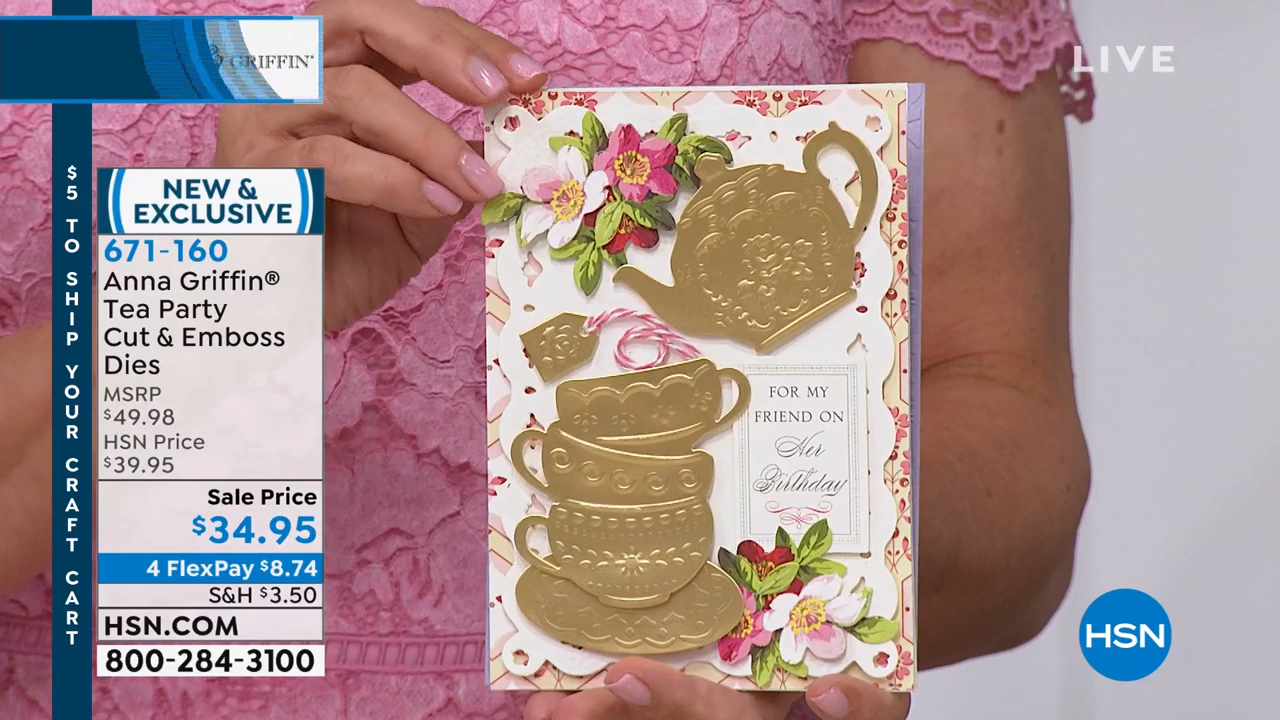 GRIFFIN®
LIVE
$5 TO SHIP YOUR CRAFT CART
NEW &
EXCLUSIVE
671-160
Anna Griffin®
Tea Party
Cut & Emboss
Dies
MSRP
$49.98
HSN Price
$39.95
Sale Price
$34.95
4 FlexPay $8.74
S&H $3.50
HSN.COM
800-284-3100
FOR MY
FRIEND ON
Her
Birthday
HSN